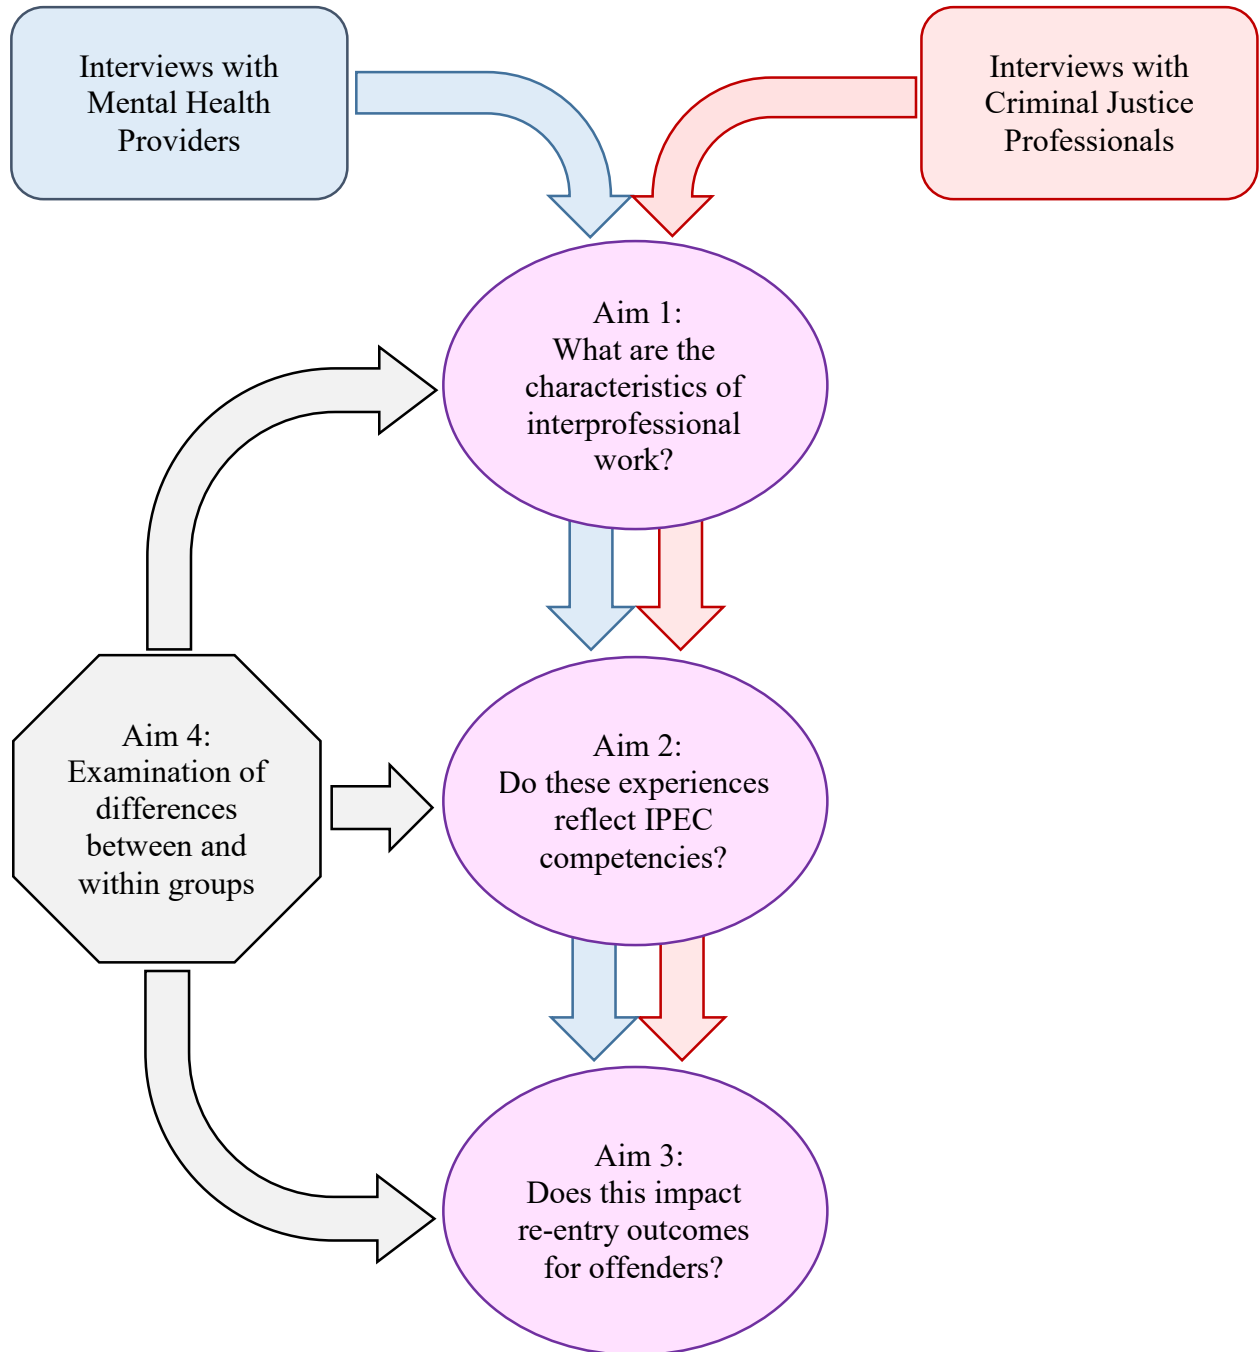 Interviews with
Mental Health
Providers
Interviews with
Criminal Justice
Professionals
Aim 1:
What are the
characteristics of
interprofessional
work?
Aim 4:
Examination of
differences
between and
within groups
Aim 2:
Do these experiences
reflect IPEC
competencies?
Aim 3:
Does this impact
re-entry outcomes
for offenders?